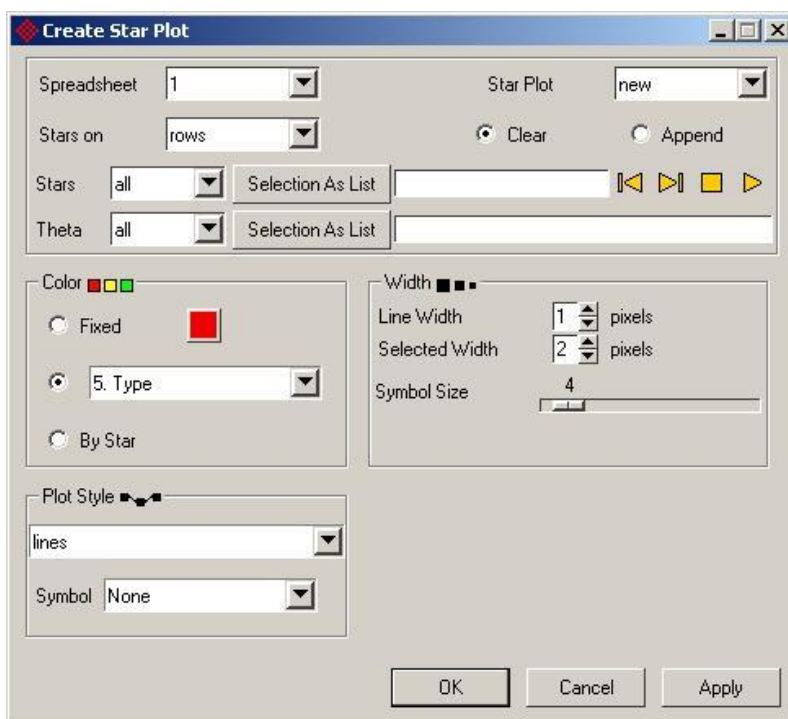 Create Star Plot
Spreadsheet 1 Star Plot new
Stars on rows Clear Append
Stars all Selection As List
Theta all Selection As List
Color
Fixed
5. Type
By Star
Width
Line Width 1 pixels
Selected Width 2 pixels
Symbol Size 4
Plot Style
lines
Symbol None
OK Cancel Apply